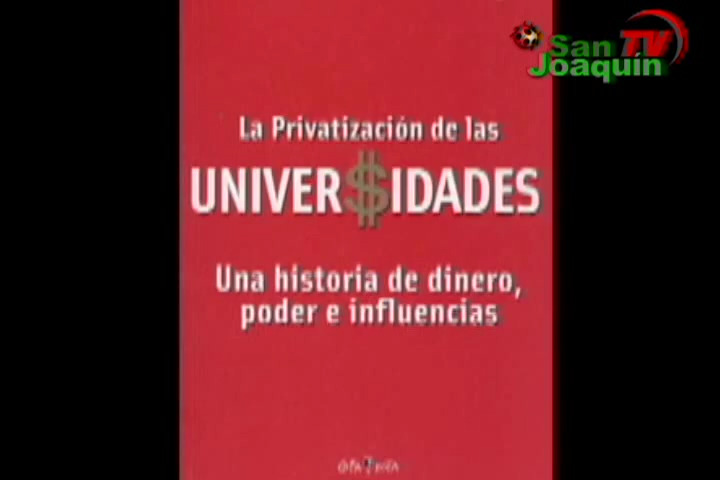 San TV
Joaquín
La Privatización de las
UNIVER$IDADES
Una historia de dinero,
poder e influencias